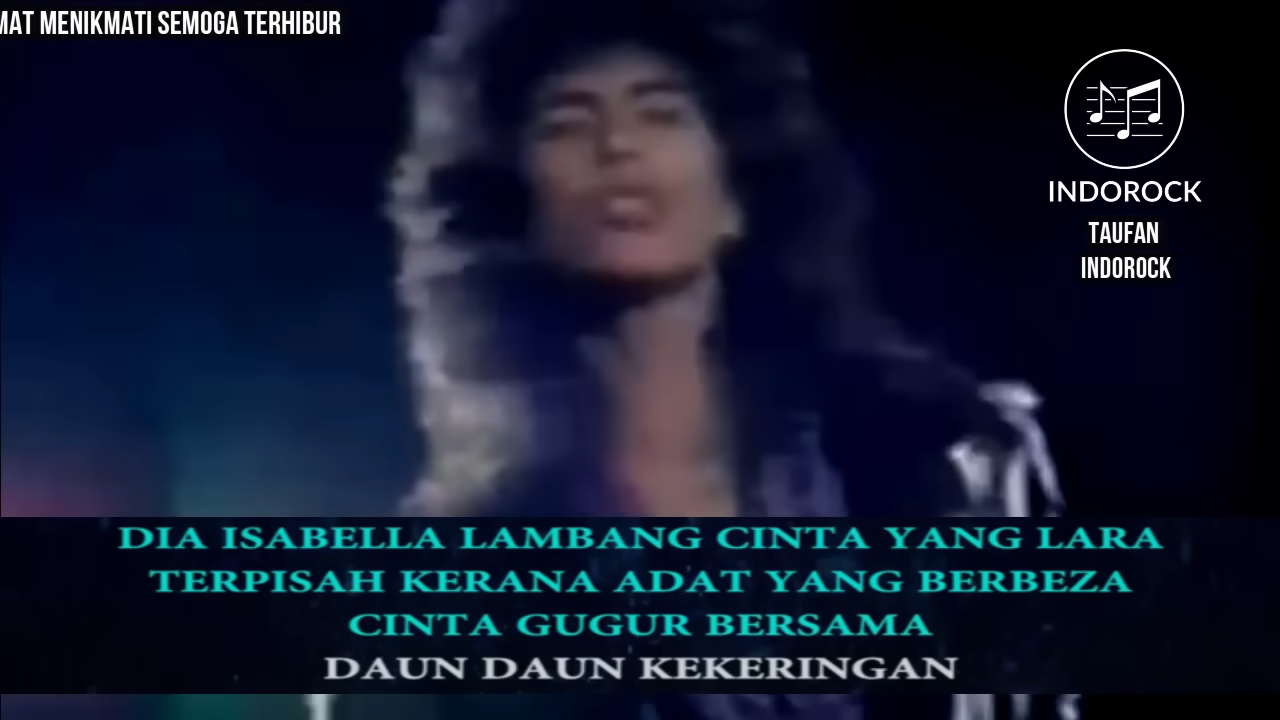 MAT MENIKMATI SEMOGA TERHIBUR
INDOROCK
TAUFAN
INDOROCK
DIA ISABELLA LAMBANG CINTA YANG LARA
TERPISAH KERANA ADAT YANG BERBEZA
CINTA GUGUR BERSAMA
DAUN DAUN KEKERINGAN